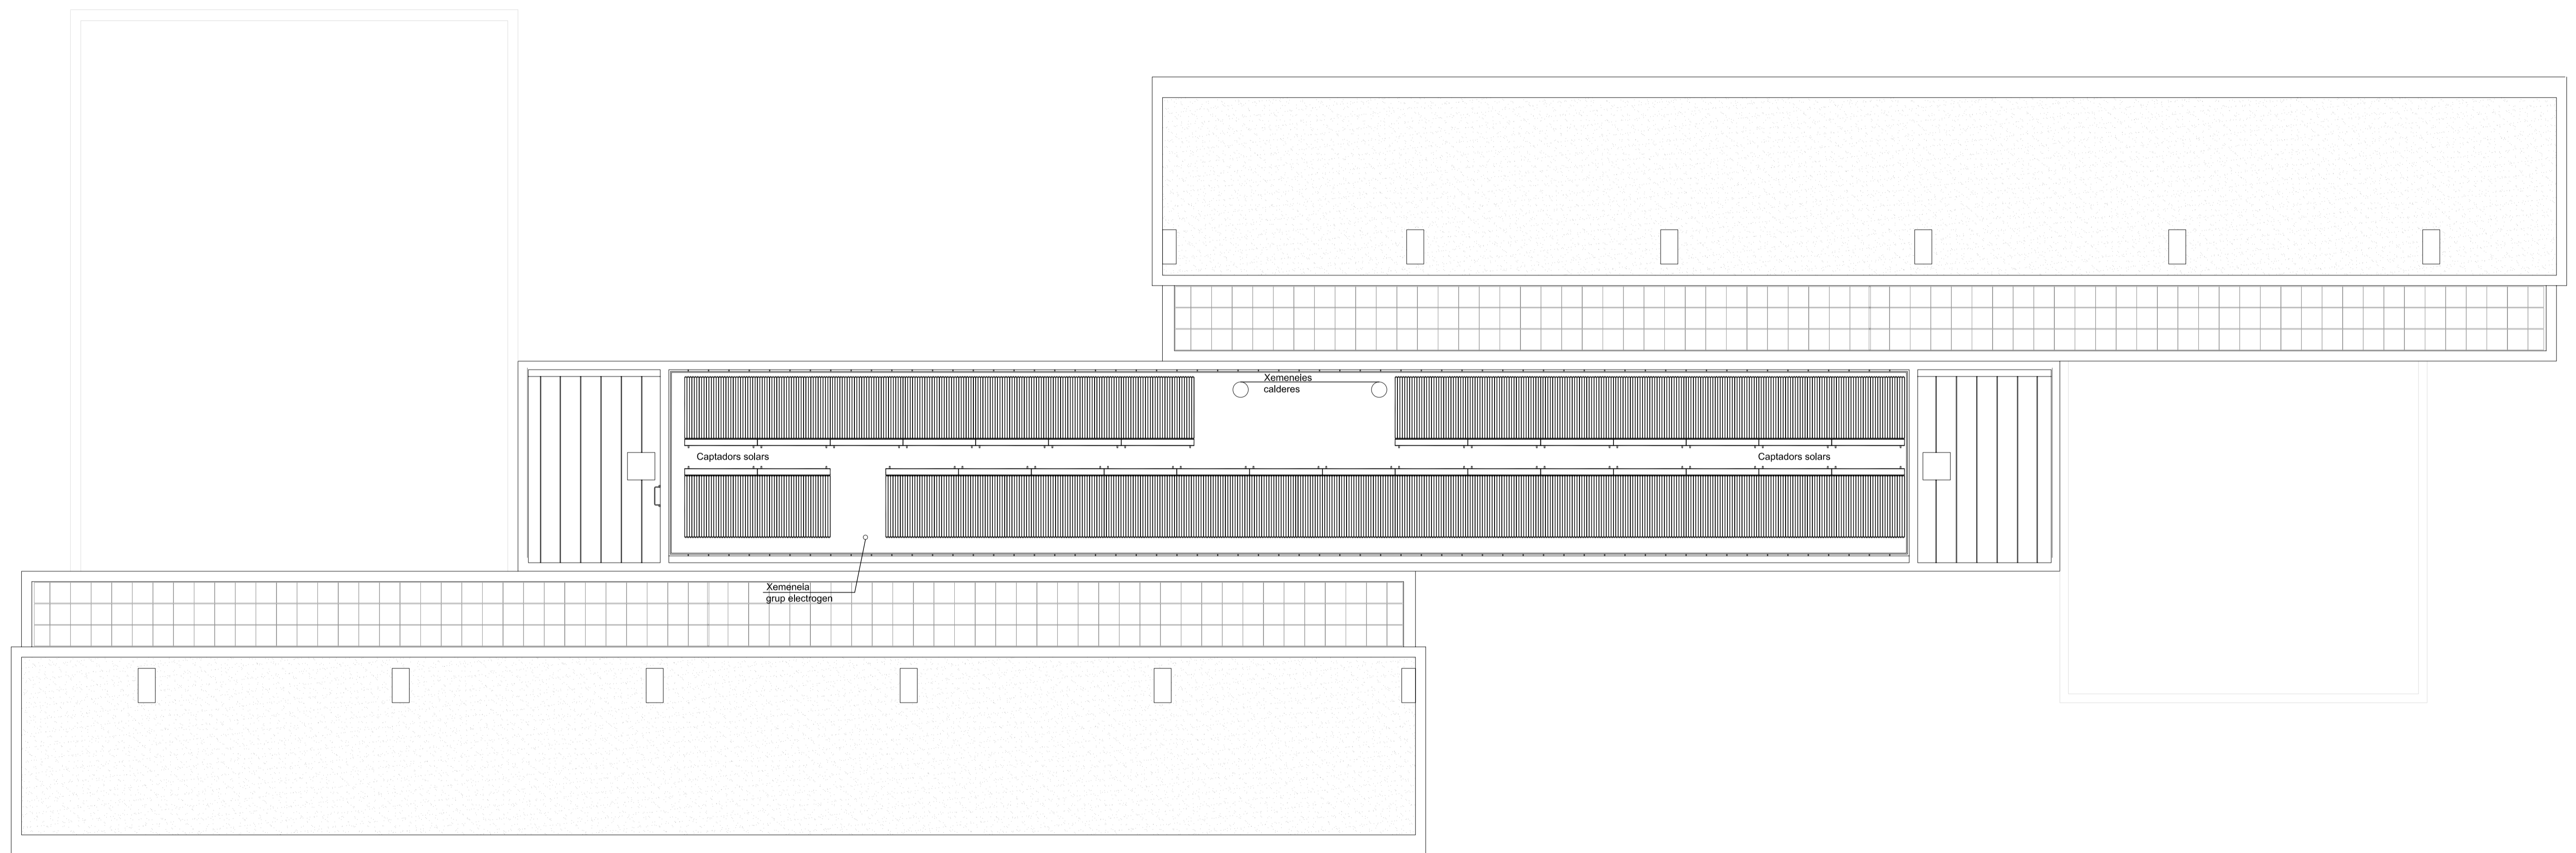 Xemeneies
calderes
Captadors solars
Captadors solars
Xemeneia
grup electrogen